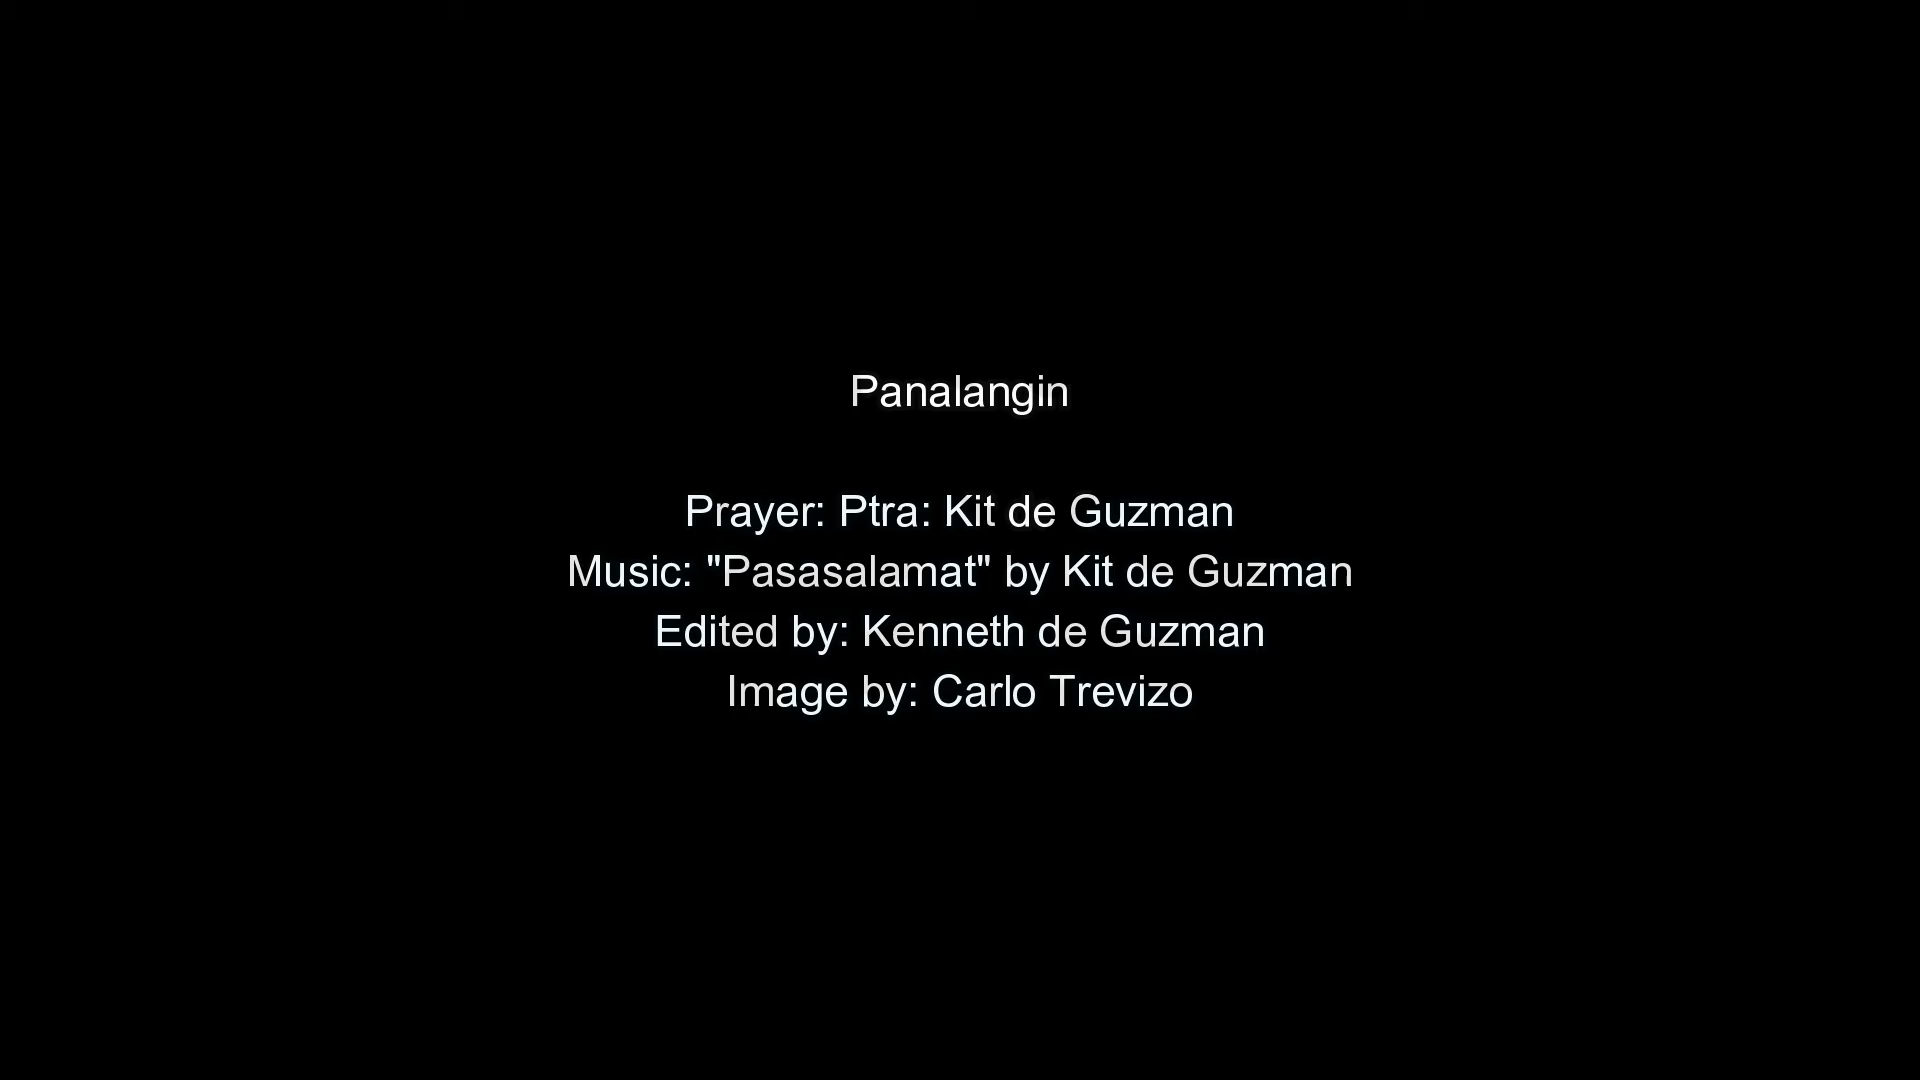 Panalangin
Prayer: Ptra: Kit de Guzman
Music: "Pasasalamat" by Kit de Guzman
Edited by: Kenneth de Guzman
Image by: Carlo Trevizo